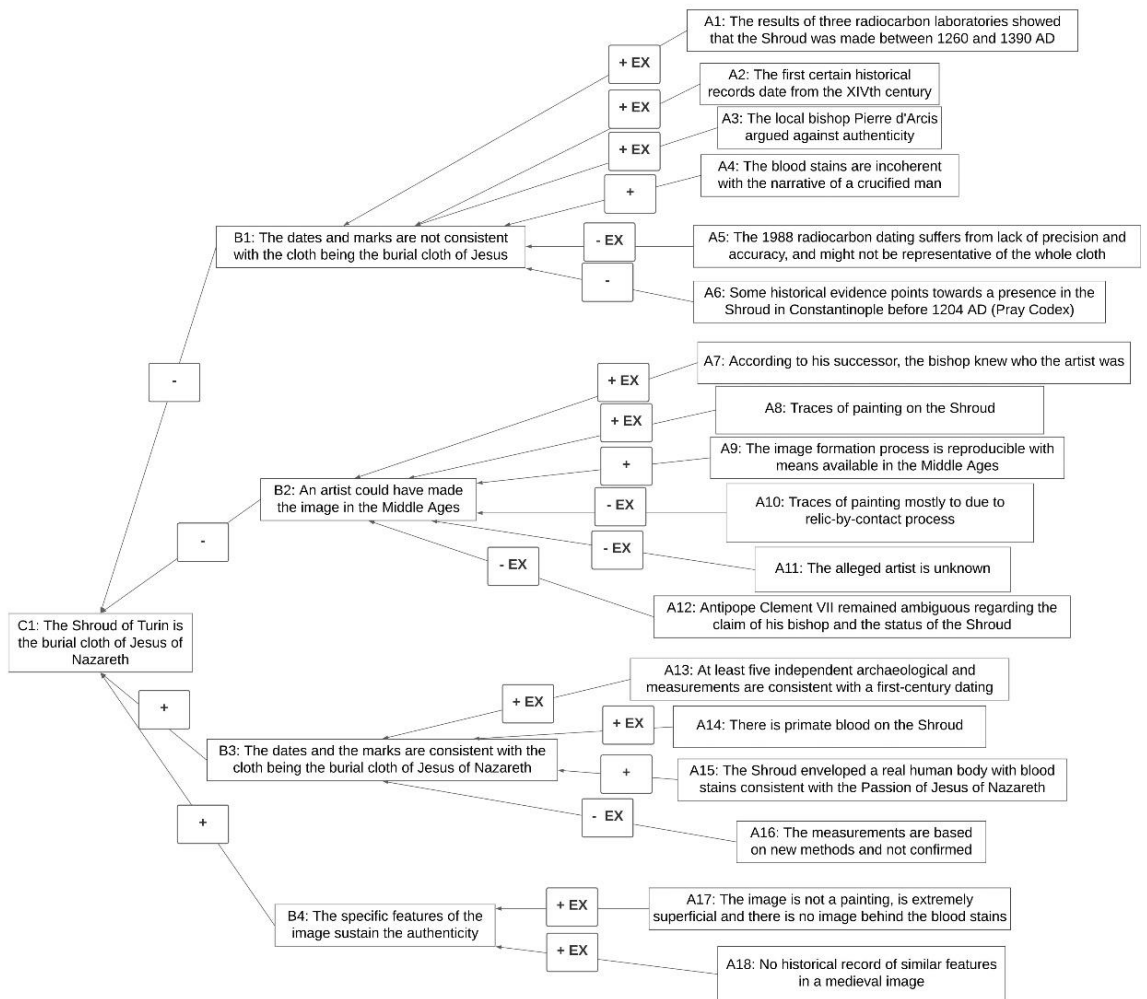 A1: The results of three radiocarbon laboratories showed
that the Shroud was made between 1260 and 1390 AD
+ EX
A2: The first certain historical
records date from the XIVth century
+ EX
A3: The local bishop Pierre d'Arcis
argued against authenticity
+ EX
A4: The blood stains are incoherent
with the narrative of a crucified man
+
B1: The dates and marks are not consistent
with the cloth being the burial cloth of Jesus
- EX
A5: The 1988 radiocarbon dating suffers from lack of precision and
accuracy, and might not be representative of the whole cloth
-
A6: Some historical evidence points towards a presence in the
Shroud in Constantinople before 1204 AD (Pray Codex)
-
A7: According to his successor, the bishop knew who the artist was
+ EX
A8: Traces of painting on the Shroud
+ EX
A9: The image formation process is reproducible with
means available in the Middle Ages
+
B2: An artist could have made
the image in the Middle Ages
- EX
A10: Traces of painting mostly to due to
relic-by-contact process
-
- EX
A11: The alleged artist is unknown
- EX
A12: Antipope Clement VII remained ambiguous regarding the
claim of his bishop and the status of the Shroud
C1: The Shroud of Turin is
the burial cloth of Jesus of
Nazareth
A13: At least five independent archaeological and
measurements are consistent with a first-century dating
+ EX
+
A14: There is primate blood on the Shroud
+ EX
B3: The dates and the marks are consistent with the
cloth being the burial cloth of Jesus of Nazareth
+
A15: The Shroud enveloped a real human body with blood
stains consistent with the Passion of Jesus of Nazareth
- EX
+
A16: The measurements are based
on new methods and not confirmed
B4: The specific features of the
image sustain the authenticity
+ EX
A17: The image is not a painting, is extremely
superficial and there is no image behind the blood stains
+ EX
A18: No historical record of similar features
in a medieval image